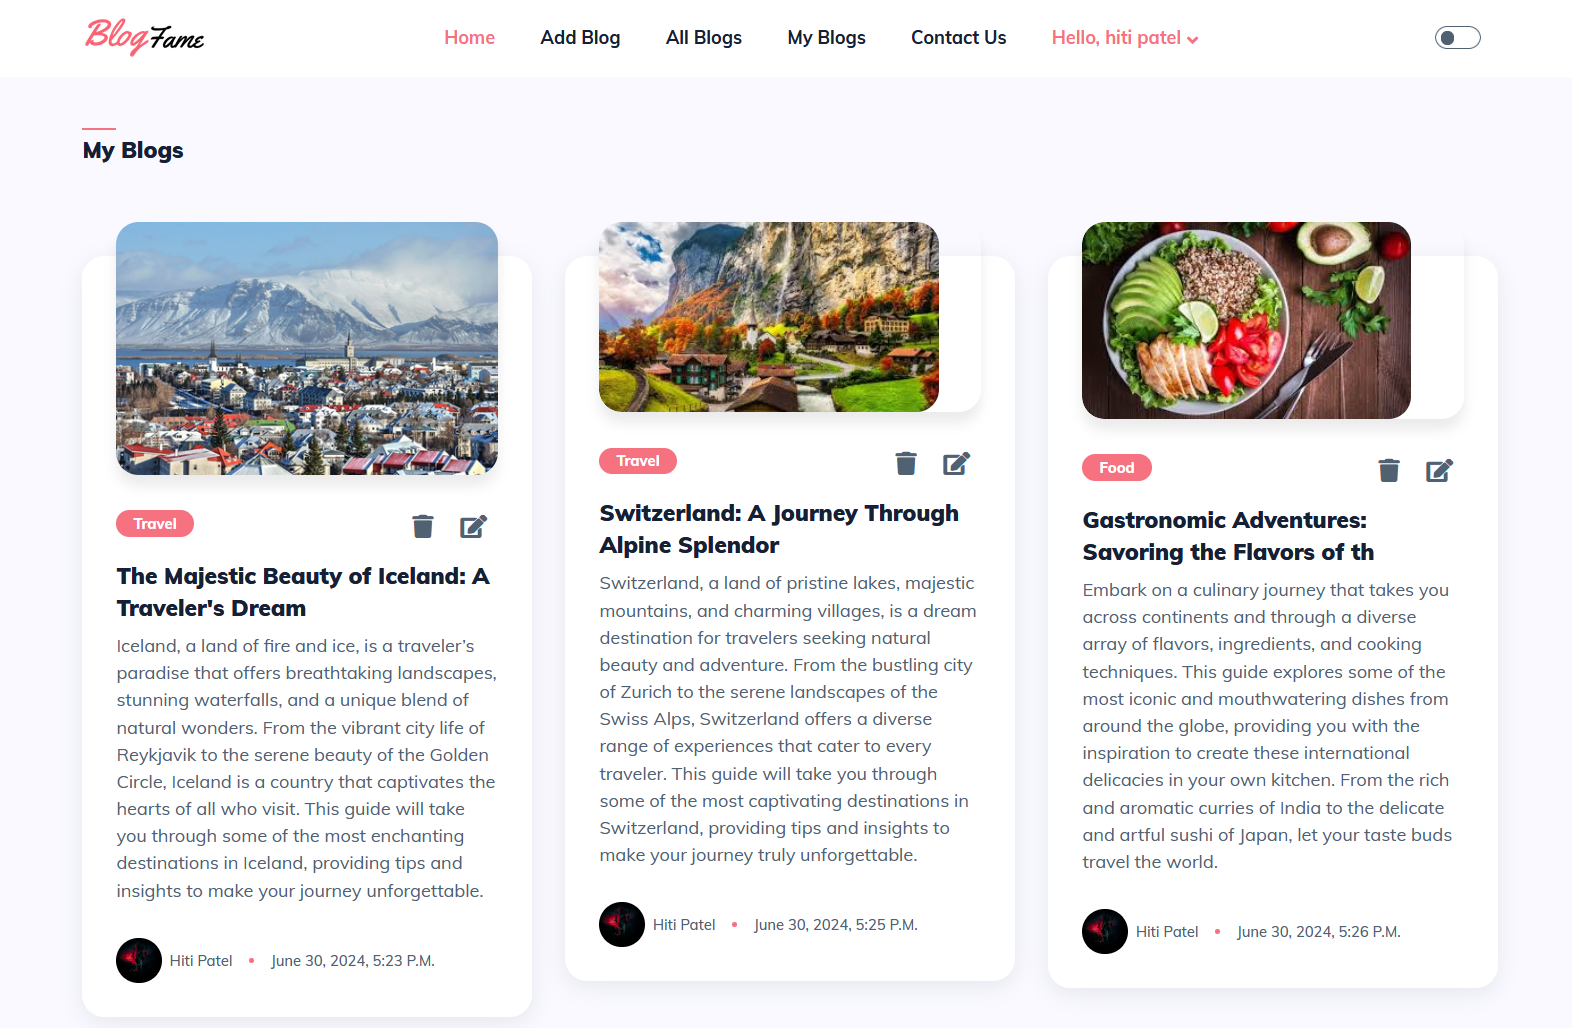 BlogFame
Home Add Blog All Blogs My Blogs Contact Us Hello, hiti patel
My Blogs
Travel
The Majestic Beauty of Iceland: A
Traveler's Dream
Iceland, a land of fire and ice, is a traveler’s
paradise that offers breathtaking landscapes,
stunning waterfalls, and a unique blend of
natural wonders. From the vibrant city life of
Reykjavik to the serene beauty of the Golden
Circle, Iceland is a country that captivates the
hearts of all who visit. This guide will take
you through some of the most enchanting
destinations in Iceland, providing tips and
insights to make your journey unforgettable.
Hiti Patel • June 30, 2024, 5:23 P.M.
Travel
Switzerland: A Journey Through
Alpine Splendor
Switzerland, a land of pristine lakes, majestic
mountains, and charming villages, is a dream
destination for travelers seeking natural
beauty and adventure. From the bustling city
of Zurich to the serene landscapes of the
Swiss Alps, Switzerland offers a diverse
range of experiences that cater to every
traveler. This guide will take you through
some of the most captivating destinations in
Switzerland, providing tips and insights to
make your journey truly unforgettable.
Hiti Patel • June 30, 2024, 5:25 P.M.
Food
Gastronomic Adventures:
Savoring the Flavors of th
Embark on a culinary journey that takes you
across continents and through a diverse
array of flavors, ingredients, and cooking
techniques. This guide explores some of the
most iconic and mouthwatering dishes from
around the globe, providing you with the
inspiration to create these international
delicacies in your own kitchen. From the rich
and aromatic curries of India to the delicate
and artful sushi of Japan, let your taste buds
travel the world.
Hiti Patel • June 30, 2024, 5:26 P.M.